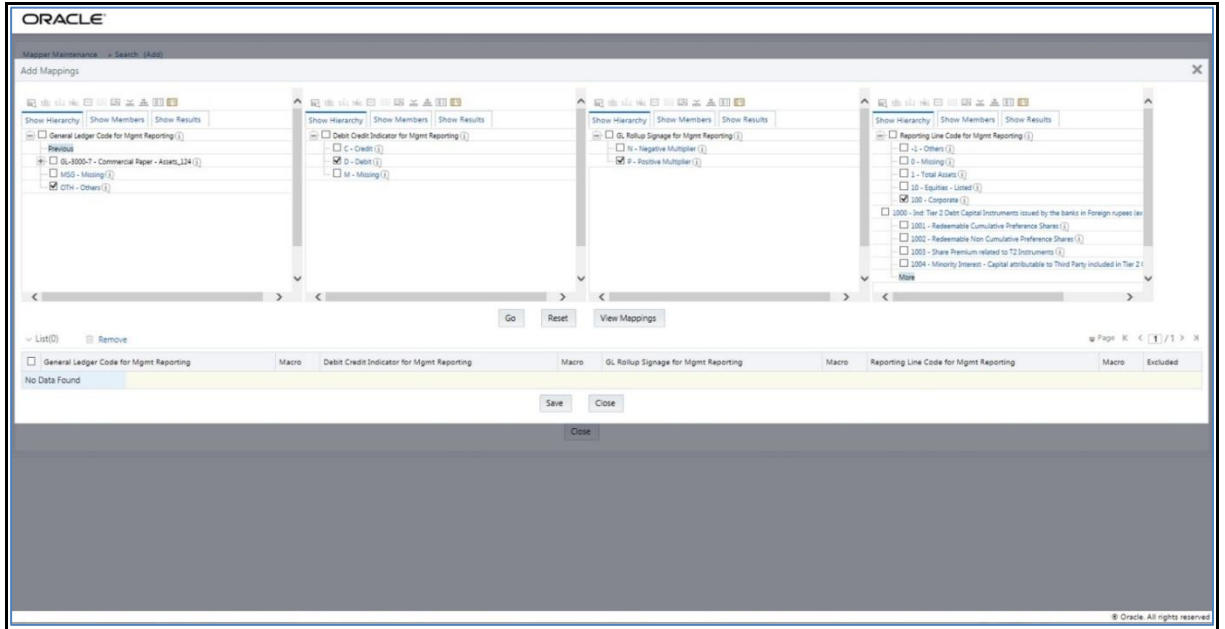 ORACLE
Mapper Maintenance » Search (Add)
Add Mappings
Show Hierarchy Show Members Show Results
General Ledger Code for Mgmt Reporting
Previous
GL-3000-7 - Commercial Paper - Assets_124
MSG - Missing
OTH - Others
Show Hierarchy Show Members Show Results
Debit Credit Indicator for Mgmt Reporting
C - Credit
D - Debit
M - Missing
Show Hierarchy Show Members Show Results
GL Rollup Signage for Mgmt Reporting
N - Negative Multiplier
P - Positive Multiplier
Show Hierarchy Show Members Show Results
Reporting Line Code for Mgmt Reporting
-1 - Others
0 - Missing
1 - Total Assets
10 - Equities - Listed
100 - Corporate
1000 - Ind: Tier 2 Debt Capital Instruments issued by the banks in Foreign rupees (ex
1001 - Redeemable Cumulative Preference Shares
1002 - Redeemable Non Cumulative Preference Shares
1003 - Share Premium related to T2 Instruments
1004 - Minority Interest - Capital attributable to Third Party included in Tier 2 (
More
Go Reset View Mappings
List(0) Remove
Page 1 / 1
General Ledger Code for Mgmt Reporting Macro Debit Credit Indicator for Mgmt Reporting Macro GL Rollup Signage for Mgmt Reporting Macro Reporting Line Code for Mgmt Reporting Macro Excluded
No Data Found
Save Close
Close
® Oracle. All rights reserved